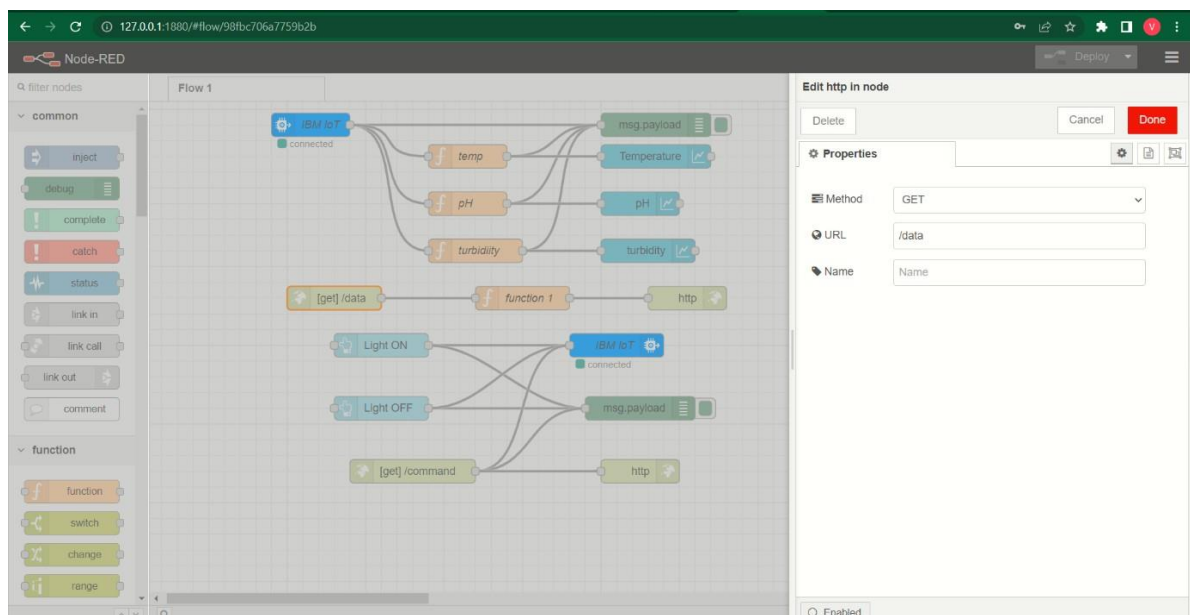 127.0.0.1:1880/#flow/98fbc706a7759b2b
V
Node-RED
Deploy
filter nodes
Flow 1
common
inject
debug
complete
catch
status
link in
link call
link out
comment
function
function
switch
change
range
IBM IoT
connected
msg.payload
temp
Temperature
pH
pH
turbidiity
turbidity
[get] /data
function 1
http
Light ON
IBM IoT
connected
Light OFF
msg.payload
[get] /command
http
Edit http in node
Delete
Cancel
Done
Properties
Method
GET
URL
/data
Name
Name
Enabled